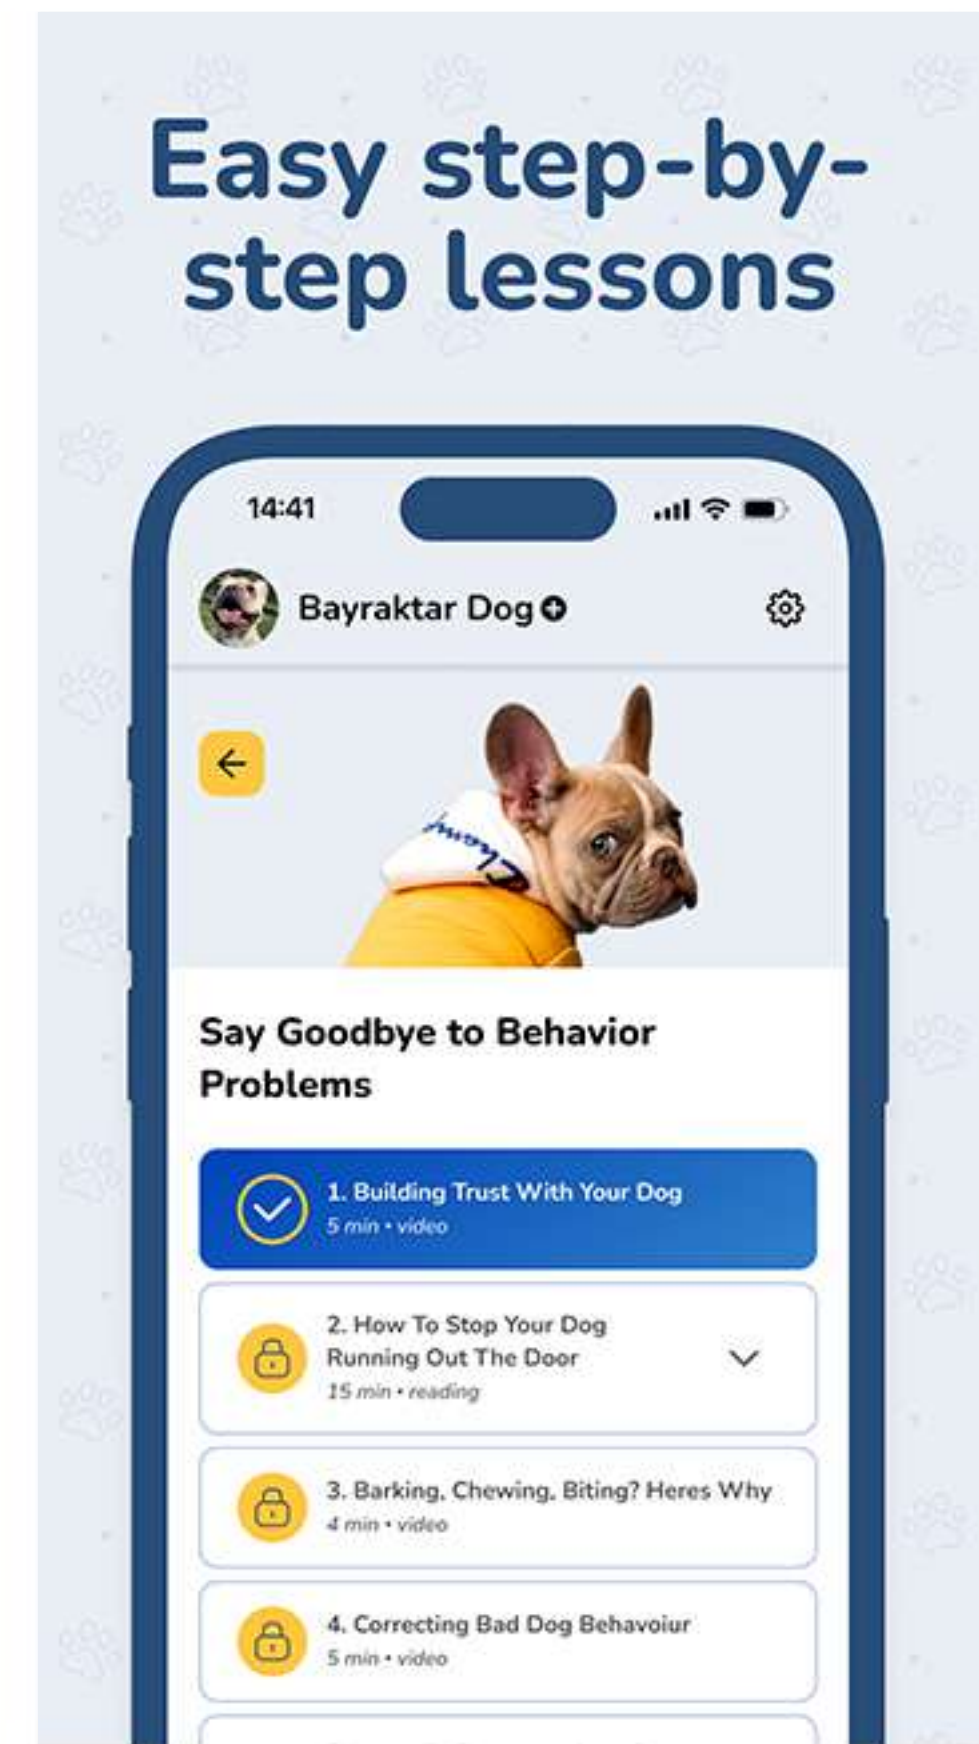 Easy step-by-
step lessons
14:41
Bayraktar Dog
Champ
Say Goodbye to Behavior
Problems
1. Building Trust With Your Dog
5 min • video
2. How To Stop Your Dog
Running Out The Door
15 min • reading
3. Barking, Chewing, Biting? Heres Why
4 min • video
4. Correcting Bad Dog Behavoiur
5 min • video